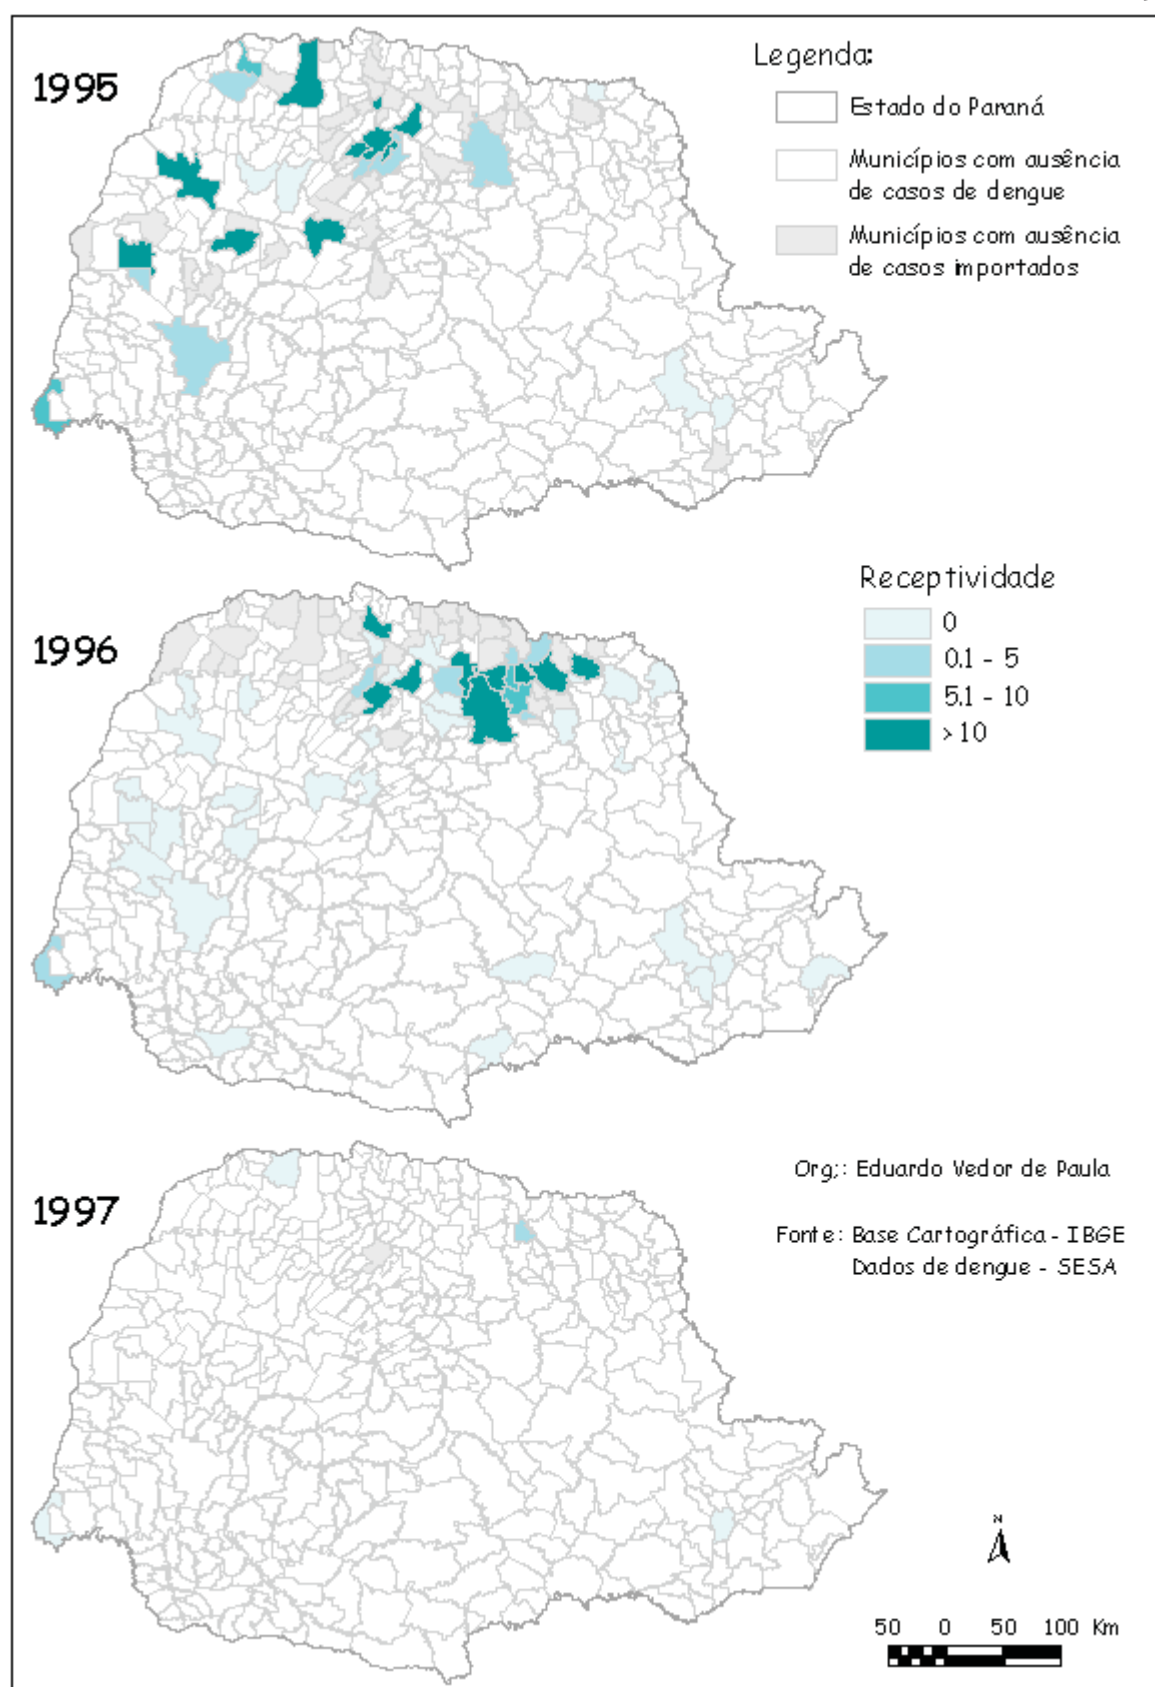 1995
Legenda:
Estado do Paraná
Municípios com ausência
de casos de dengue
Municípios com ausência
de casos importados
1996
Receptividade
0
0.1 - 5
5.1 - 10
>10
1997
Org;: Eduardo Vedor de Paula
Fonte: Base Cartográfica - IBGE
Dados de dengue - SESA
N
50 0 50 100 Km